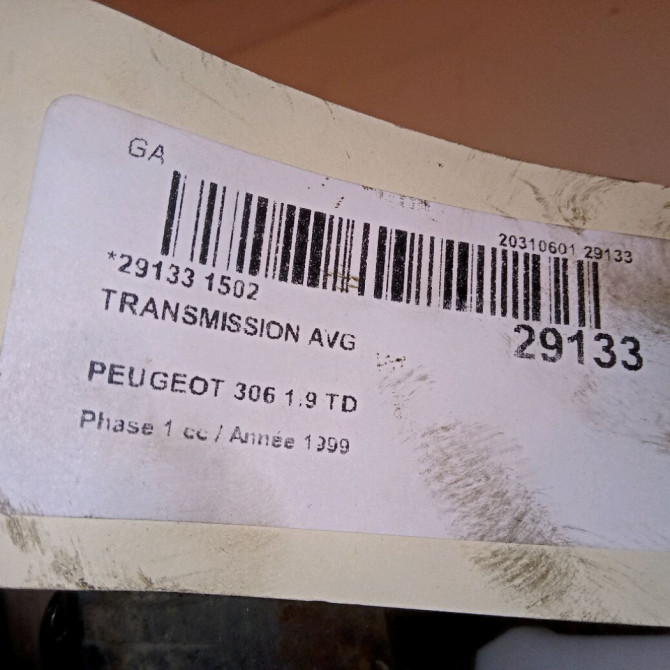 GA
20310601 29133
*29133 1502
29133
TRANSMISSION AVG
PEUGEOT 306 1.9 TD
Phase 1 cc / Année 1999